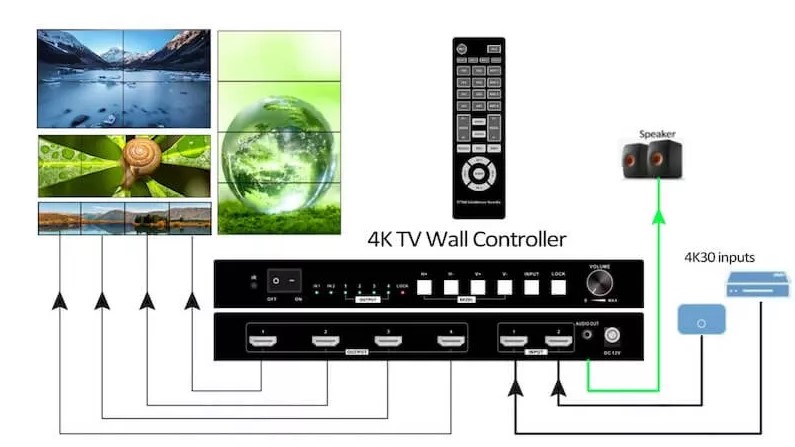 Speaker
4K TV Wall Controller
4K30 inputs
IR
OFF ON
IN 1 IN 2 1 2 3 4 LOCK
OUTPUT
H+ H- V+ V- INPUT LOCK
BEZEL
VOLUME
0 MAX
1 2 3 4
OUTPUT
1 2
INPUT
AUDIO OUT
DC 12V